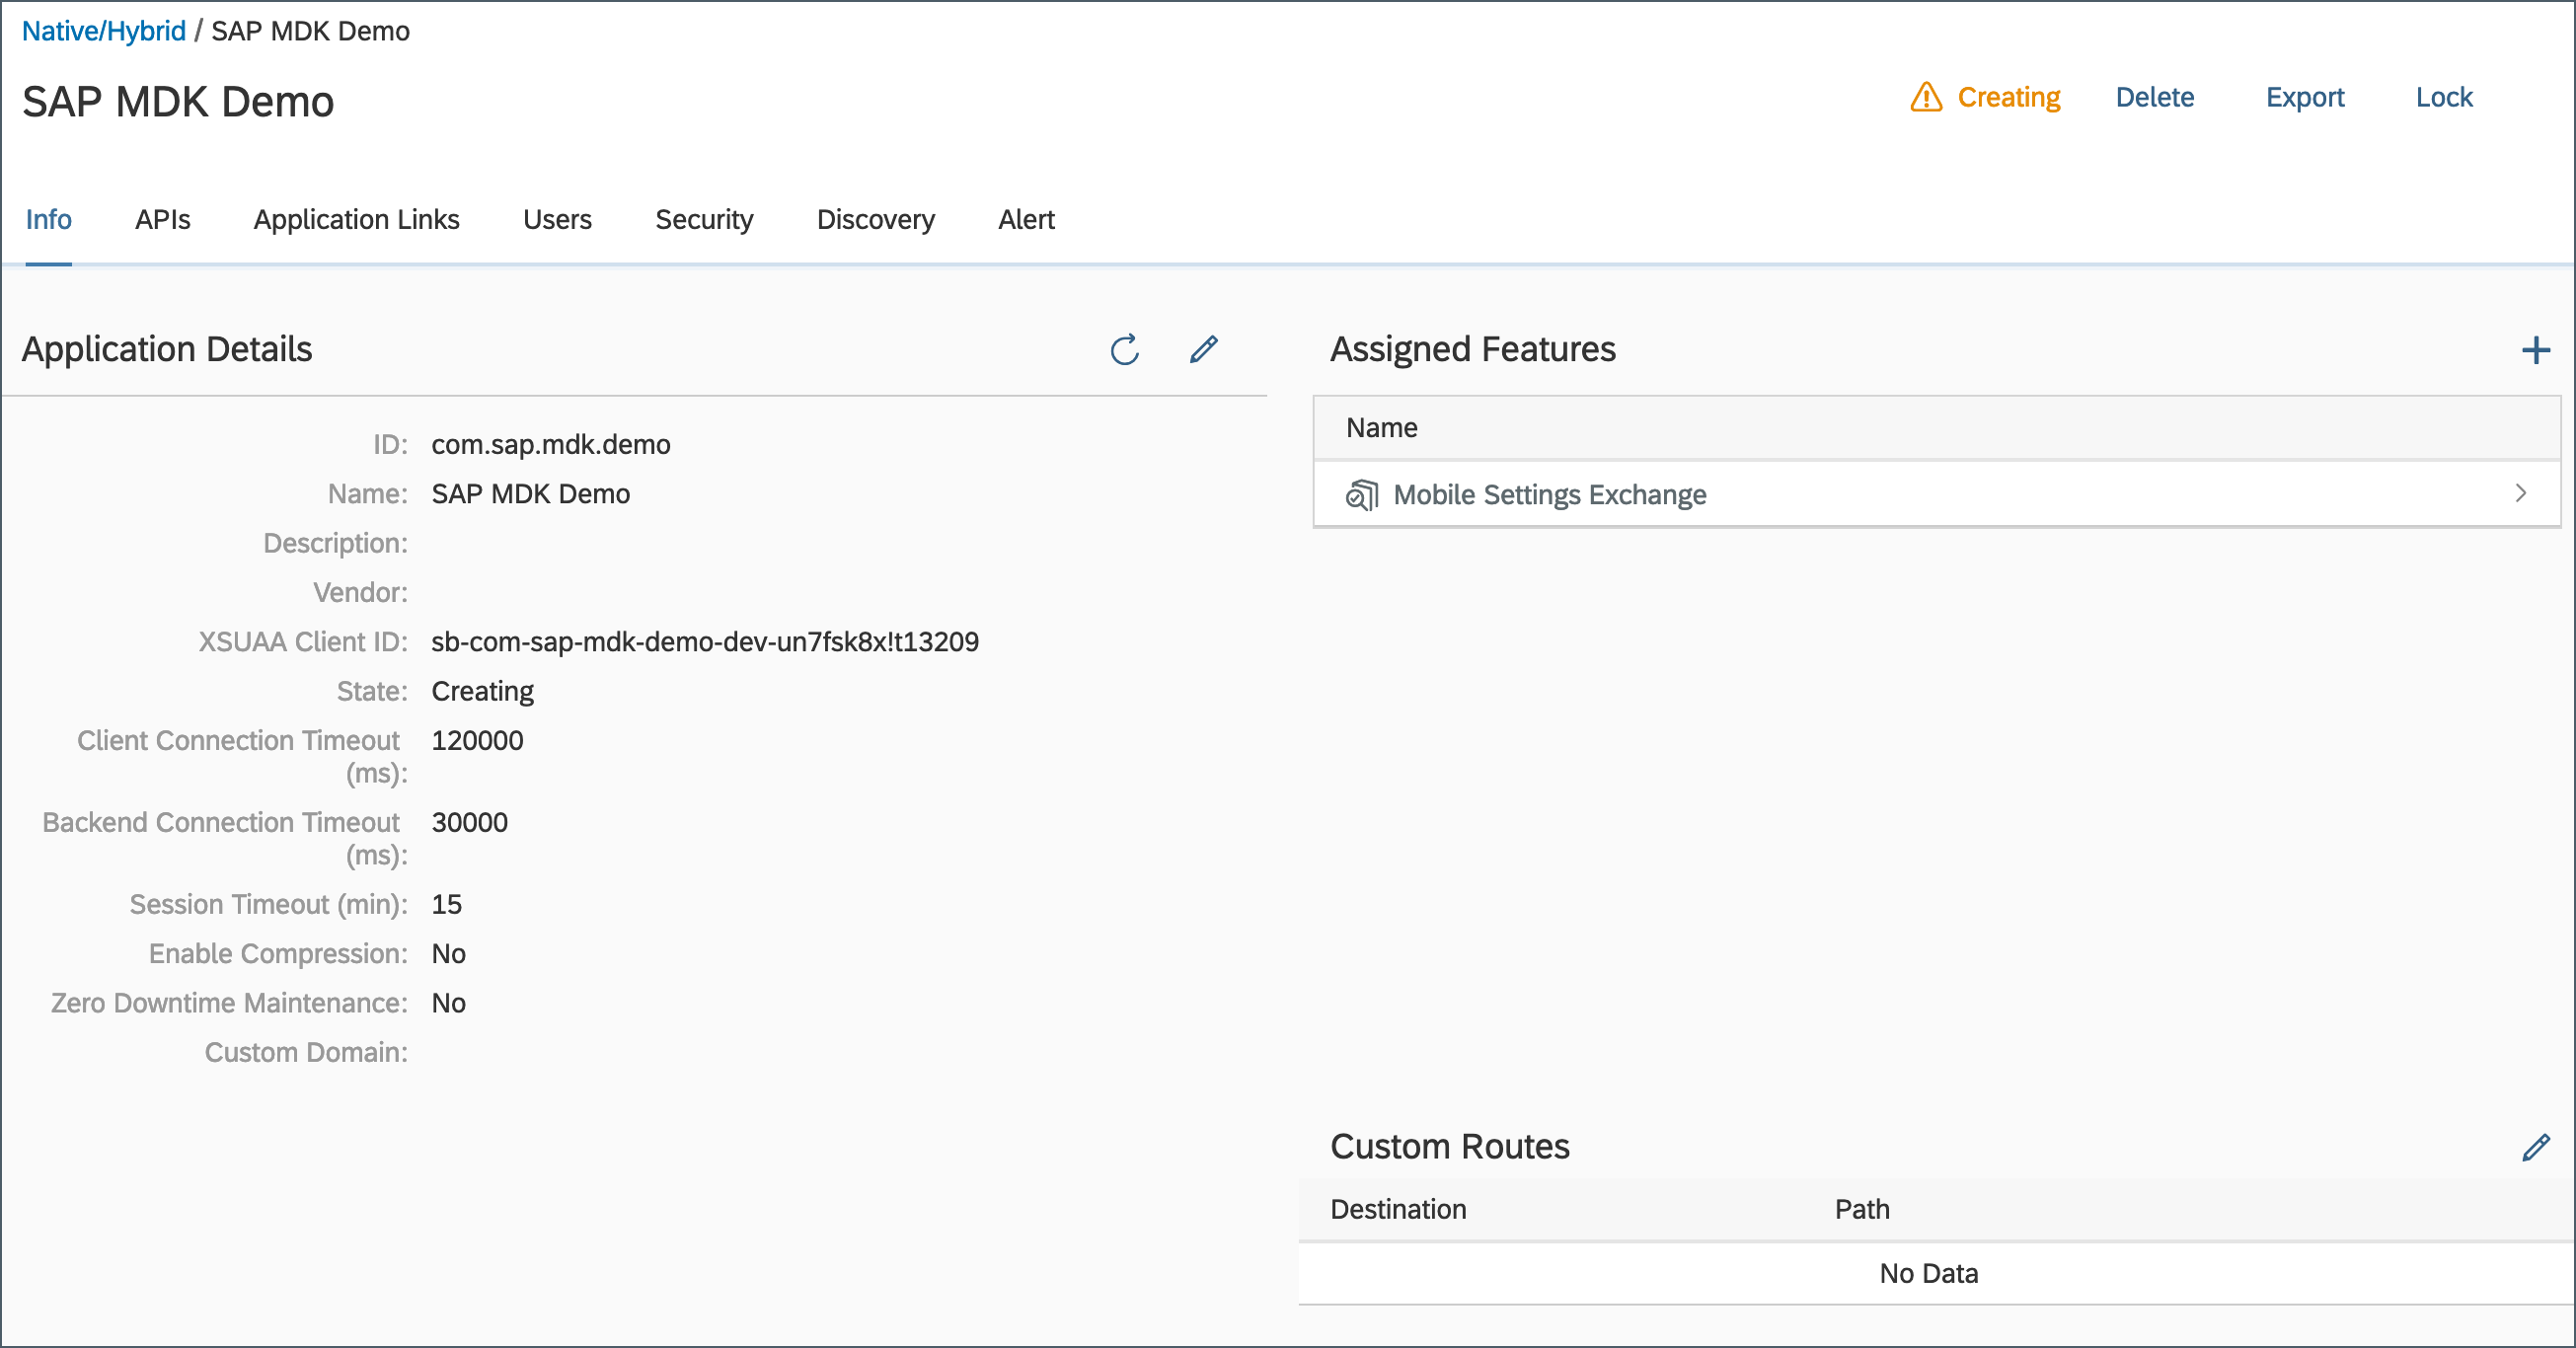 Native/Hybrid / SAP MDK Demo
SAP MDK Demo
Creating Delete Export Lock
Info APIs Application Links Users Security Discovery Alert
Application Details
ID: com.sap.mdk.demo
Name: SAP MDK Demo
Description:
Vendor:
XSUAA Client ID: sb-com-sap-mdk-demo-dev-un7fsk8x!t13209
State: Creating
Client Connection Timeout 120000
(ms):
Backend Connection Timeout 30000
(ms):
Session Timeout (min): 15
Enable Compression: No
Zero Downtime Maintenance: No
Custom Domain:
Assigned Features
Name
Mobile Settings Exchange
Custom Routes
Destination Path
No Data